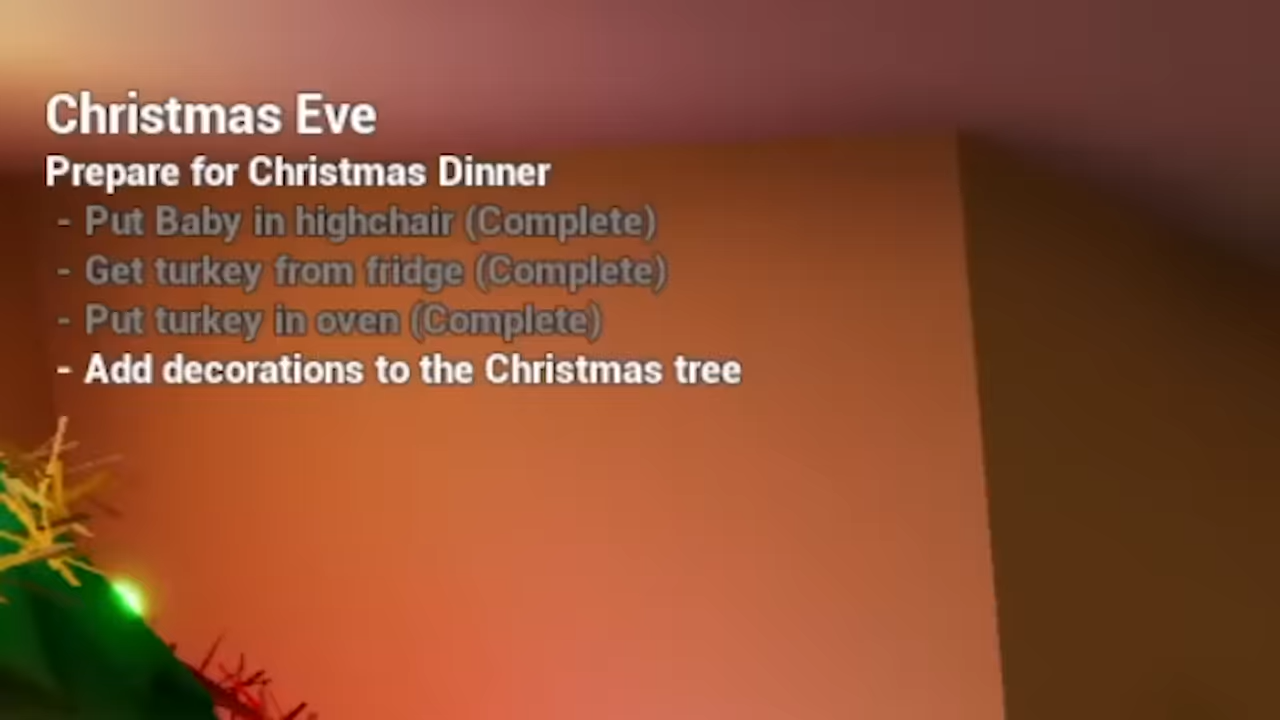 Christmas Eve
Prepare for Christmas Dinner
- Put Baby in highchair (Complete)
- Get turkey from fridge (Complete)
- Put turkey in oven (Complete)
- Add decorations to the Christmas tree